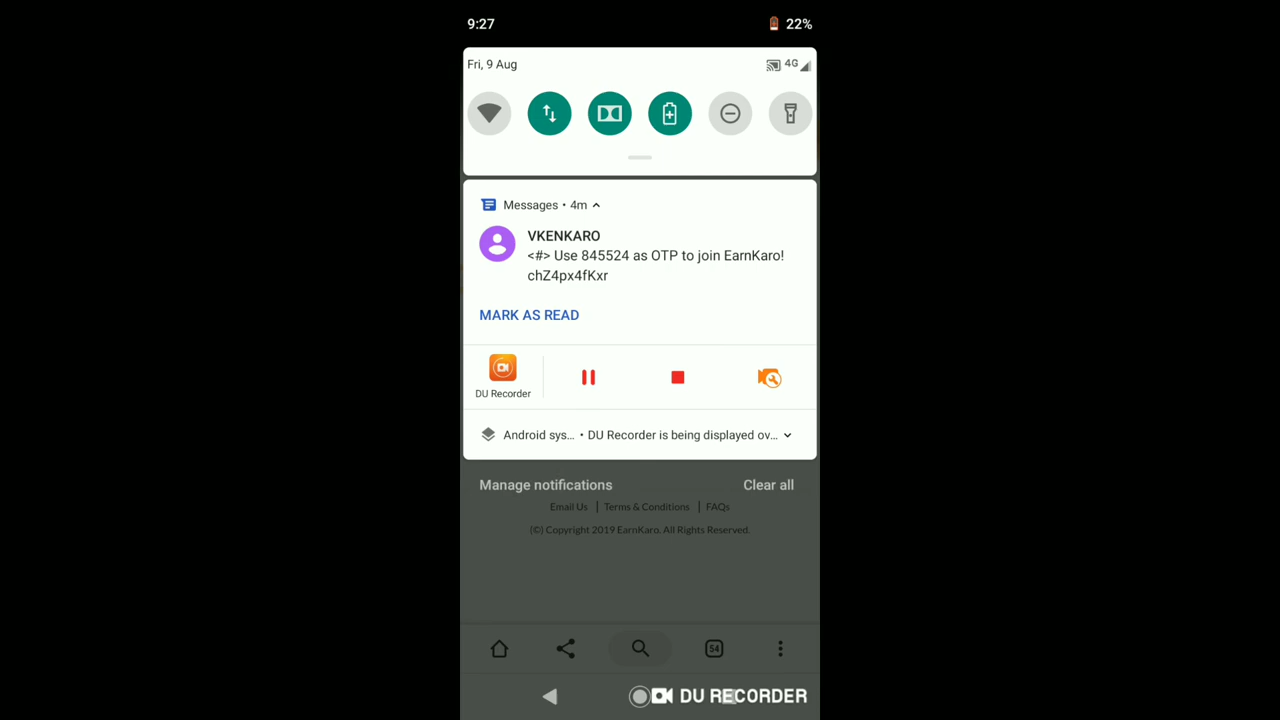 9:27
22%
Fri, 9 Aug
4G
Messages • 4m
VKENKARO
<#> Use 845524 as OTP to join EarnKaro!
chZ4px4fKxr
MARK AS READ
DU Recorder
Android sys... • DU Recorder is being displayed ov...
Manage notifications
Clear all
Email Us | Terms & Conditions | FAQs
(©) Copyright 2019 EarnKaro. All Rights Reserved.
54
DU RECORDER